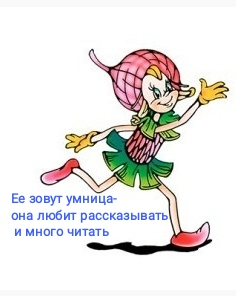 Ее зовут умница-
она любит рассказывать
и много читать